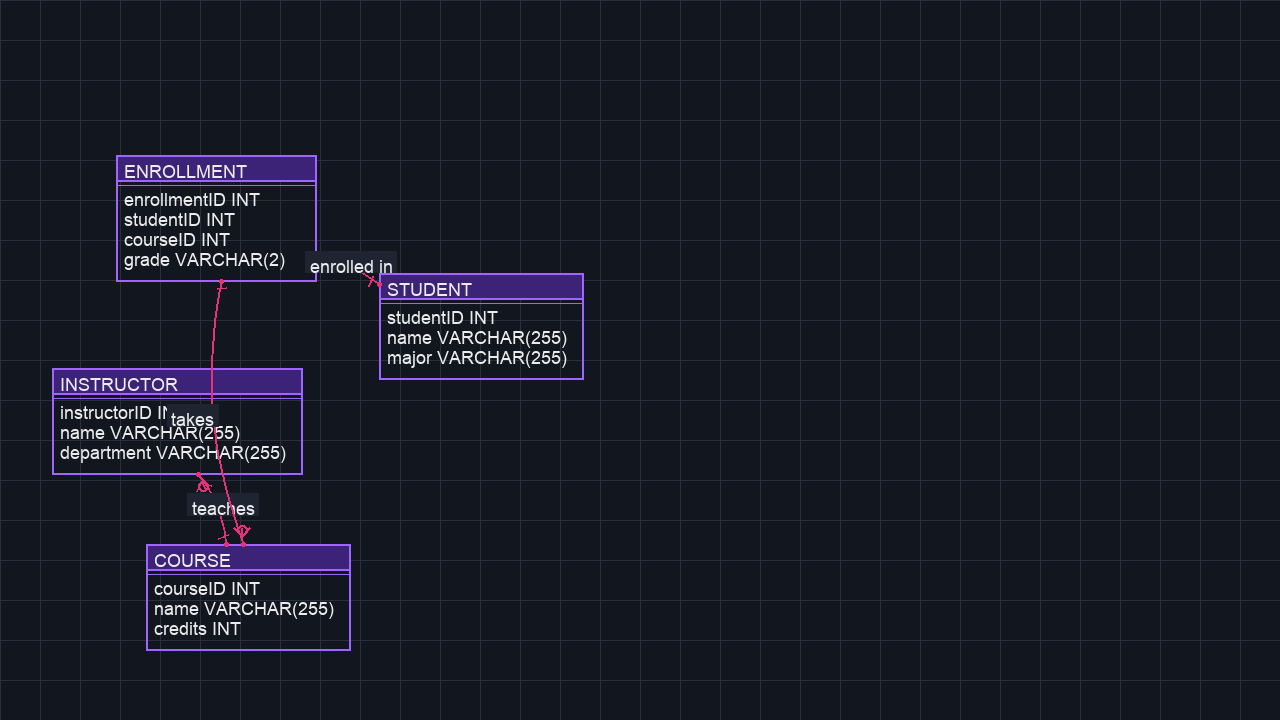 ENROLLMENT
enrollmentID INT
studentID INT
courseID INT
grade VARCHAR(2)
enrolled in
STUDENT
studentID INT
name VARCHAR(255)
major VARCHAR(255)
INSTRUCTOR
instructorID
takes
name VARCHAR(255)
department VARCHAR(255)
teaches
COURSE
courseID INT
name VARCHAR(255)
credits INT